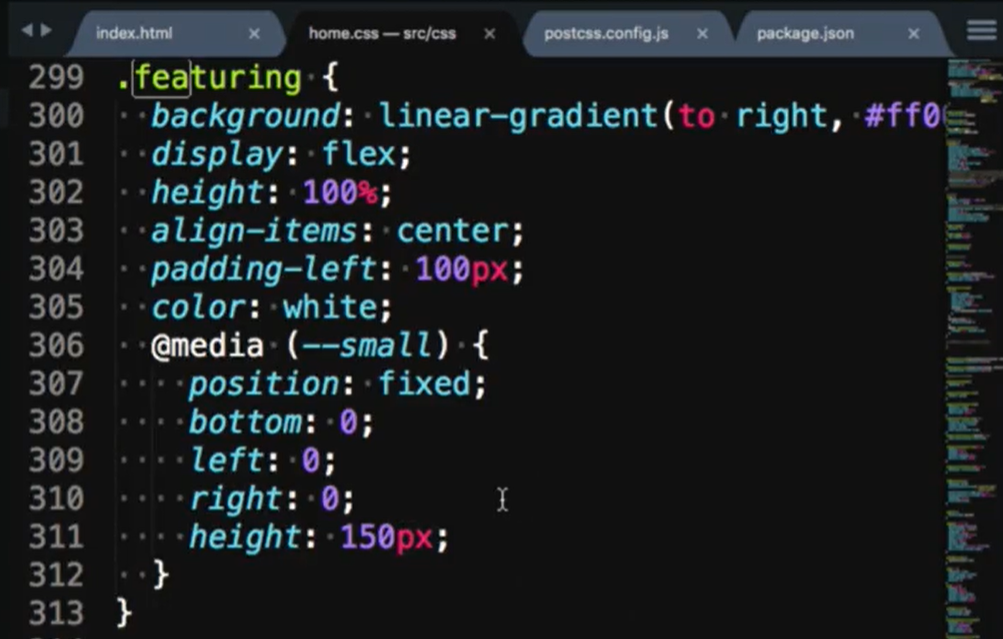 index.html × home.css — src/css × postcss.config.js × package.json ×
299 .featuring {
300 background: linear-gradient(to right, #ff0
301 display: flex;
302 height: 100%;
303 align-items: center;
304 padding-left: 100px;
305 color: white;
306 @media (--small) {
307 position: fixed;
308 bottom: 0;
309 left: 0;
310 right: 0;
311 height: 150px;
312 }
313 }